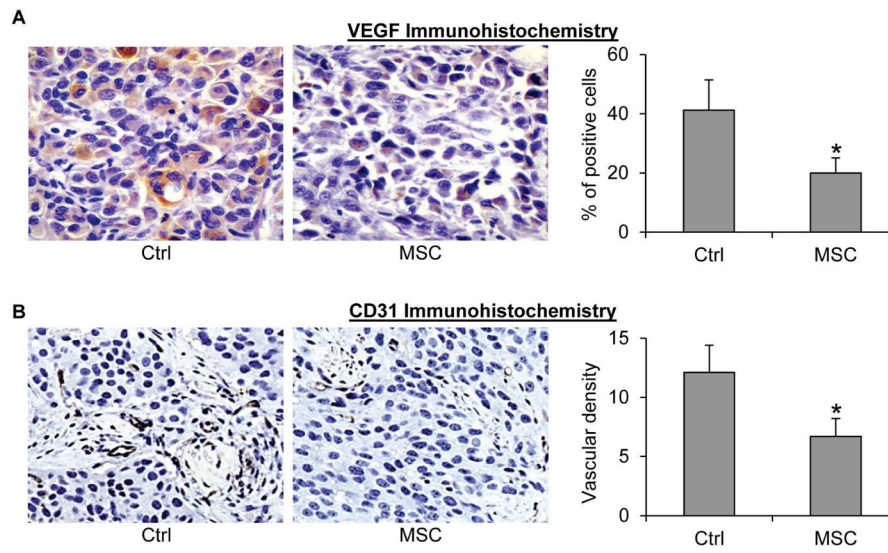 A
VEGF Immunohistochemistry
Ctrl
MSC
% of positive cells
60
40
20
0
*
Ctrl
MSC
B
CD31 Immunohistochemistry
Ctrl
MSC
Vascular density
15
10
5
0
*
Ctrl
MSC